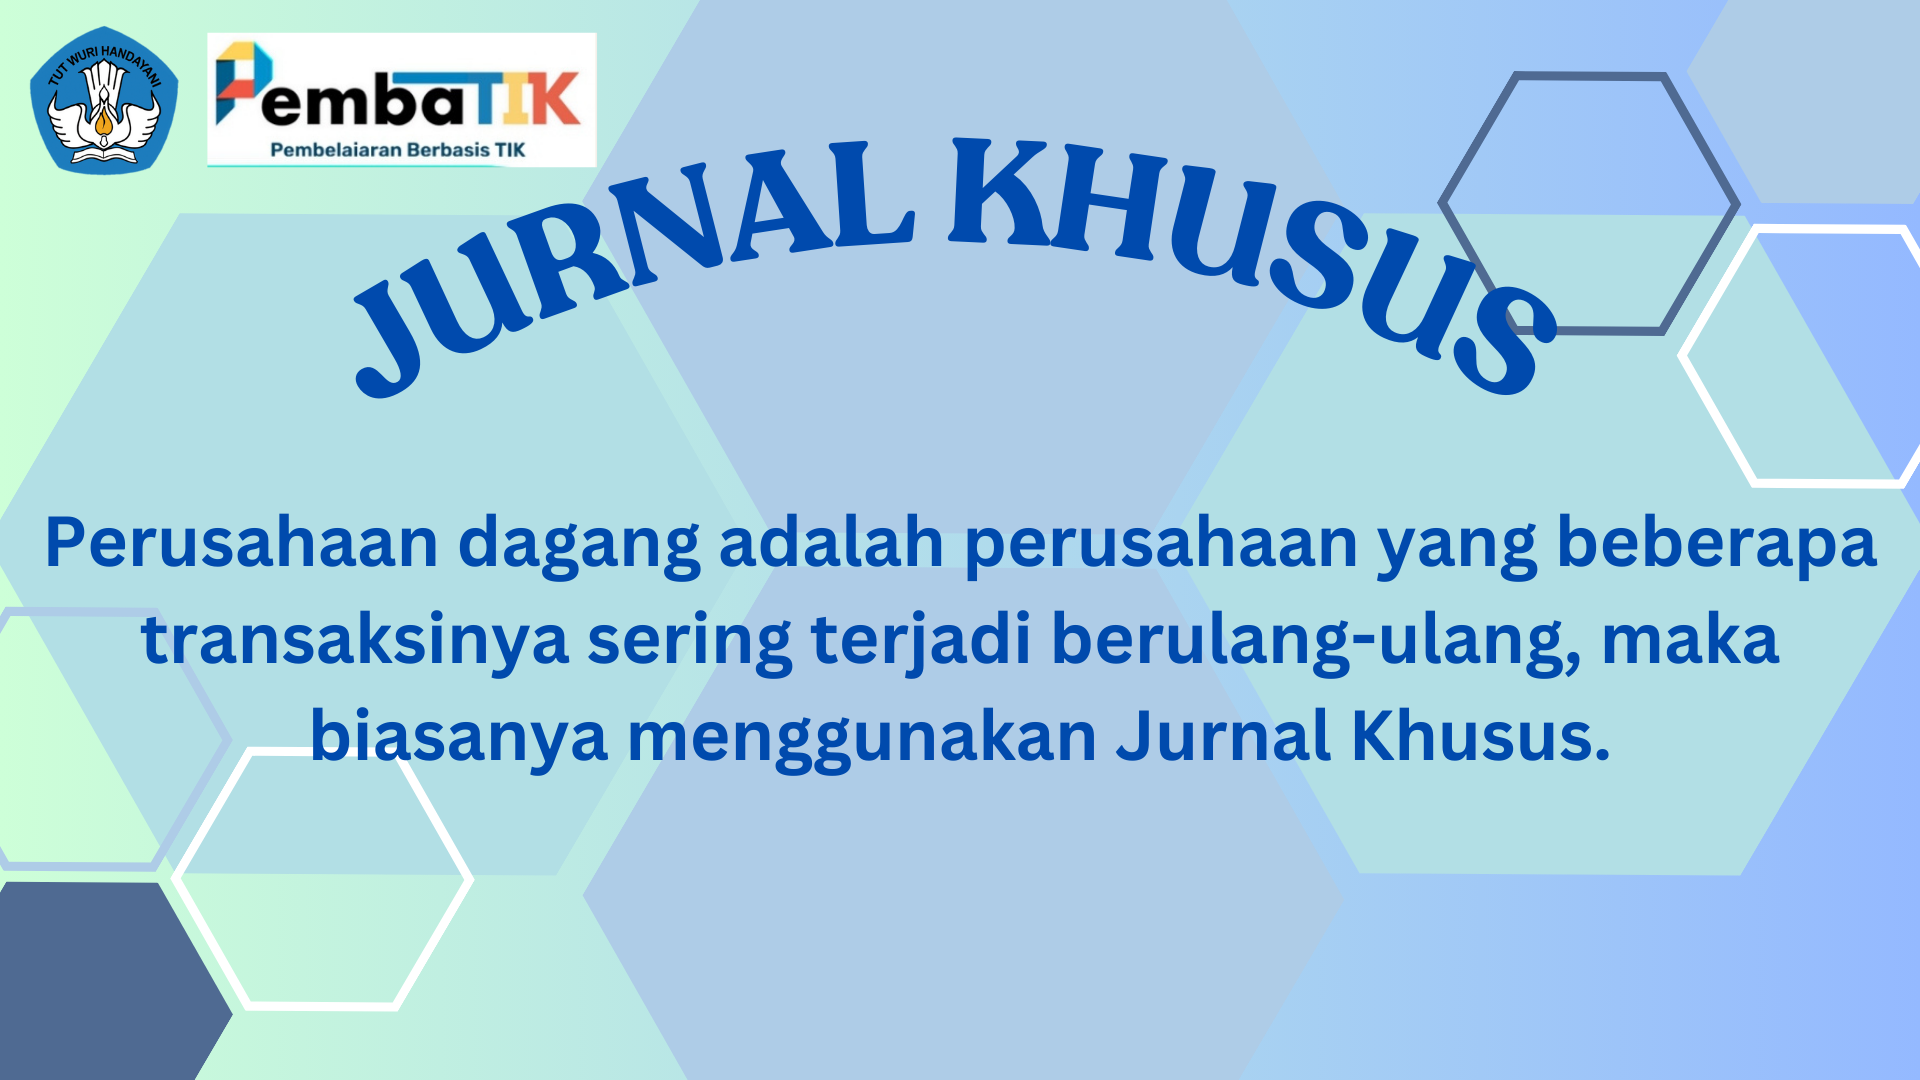 TUT WURI HANDAYANI
PembaTIK
Pembelaiaran Berbasis TIK
JURNAL KHUSUS
Perusahaan dagang adalah perusahaan yang beberapa
transaksinya sering terjadi berulang-ulang, maka
biasanya menggunakan Jurnal Khusus.